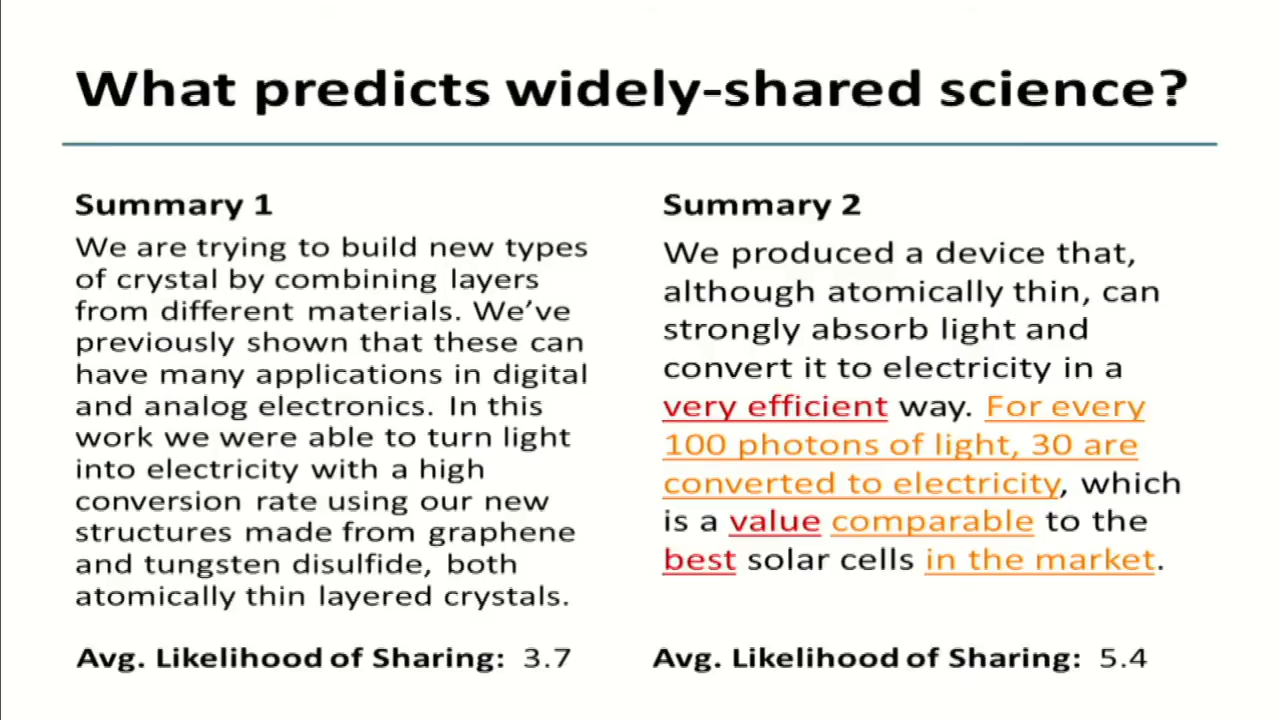 What predicts widely-shared science?
Summary 1
We are trying to build new types
of crystal by combining layers
from different materials. We've
previously shown that these can
have many applications in digital
and analog electronics. In this
work we were able to turn light
into electricity with a high
conversion rate using our new
structures made from graphene
and tungsten disulfide, both
atomically thin layered crystals.
Avg. Likelihood of Sharing: 3.7
Summary 2
We produced a device that,
although atomically thin, can
strongly absorb light and
convert it to electricity in a
very efficient way. For every
100 photons of light, 30 are
converted to electricity, which
is a value comparable to the
best solar cells in the market.
Avg. Likelihood of Sharing: 5.4